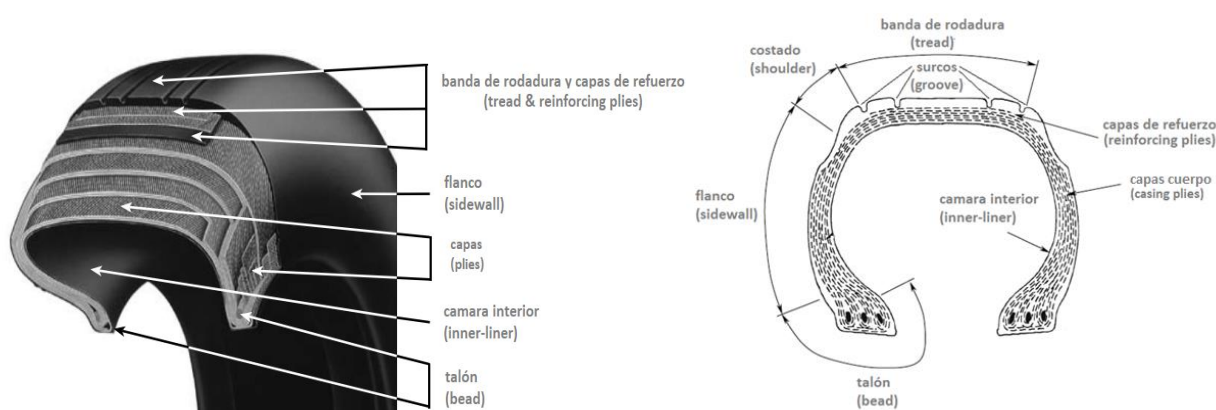 banda de rodadura y capas de refuerzo
(tread & reinforcing plies)
flanco
(sidewall)
capas
(plies)
camara interior
(inner-liner)
talón
(bead)
banda de rodadura
(tread)
costado
(shoulder)
surcos
(groove)
capas de refuerzo
(reinforcing plies)
capas cuerpo
(casing plies)
flanco
(sidewall)
camara interior
(inner-liner)
talón
(bead)